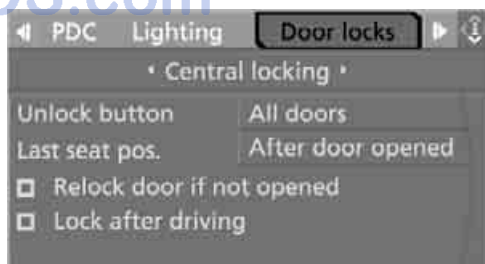 PDC Lighting Door locks
• Central locking •
Unlock button All doors
Last seat pos. After door opened
Relock door if not opened
Lock after driving